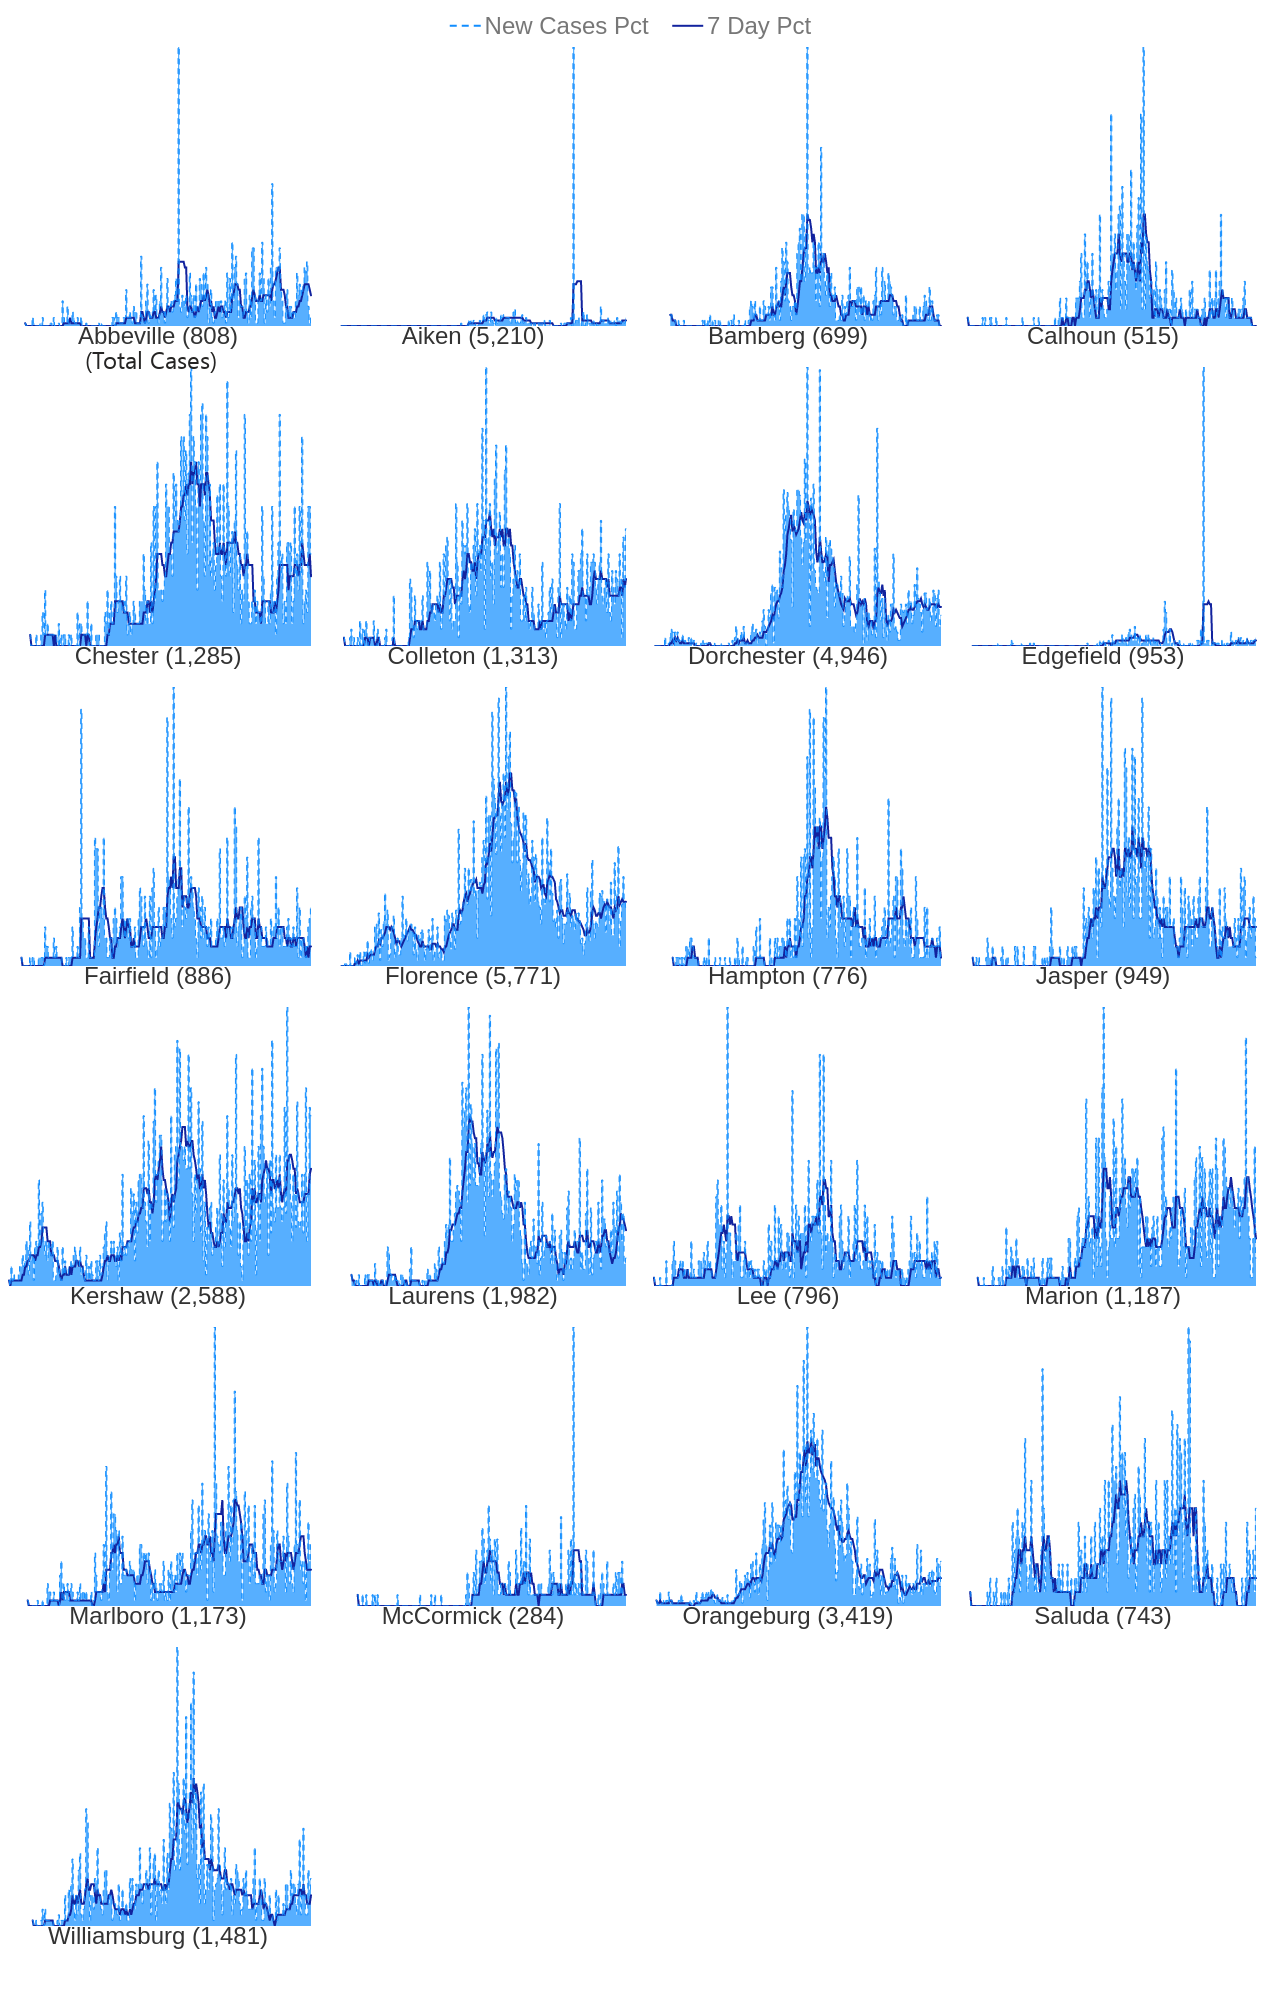 New Cases Pct 7 Day Pct
Abbeville (808) Aiken (5,210) Bamberg (699) Calhoun (515)
(Total Cases)
Chester (1,285) Colleton (1,313) Dorchester (4,946) Edgefield (953)
Fairfield (886) Florence (5,771) Hampton (776) Jasper (949)
Kershaw (2,588) Laurens (1,982) Lee (796) Marion (1,187)
Marlboro (1,173) McCormick (284) Orangeburg (3,419) Saluda (743)
Williamsburg (1,481)